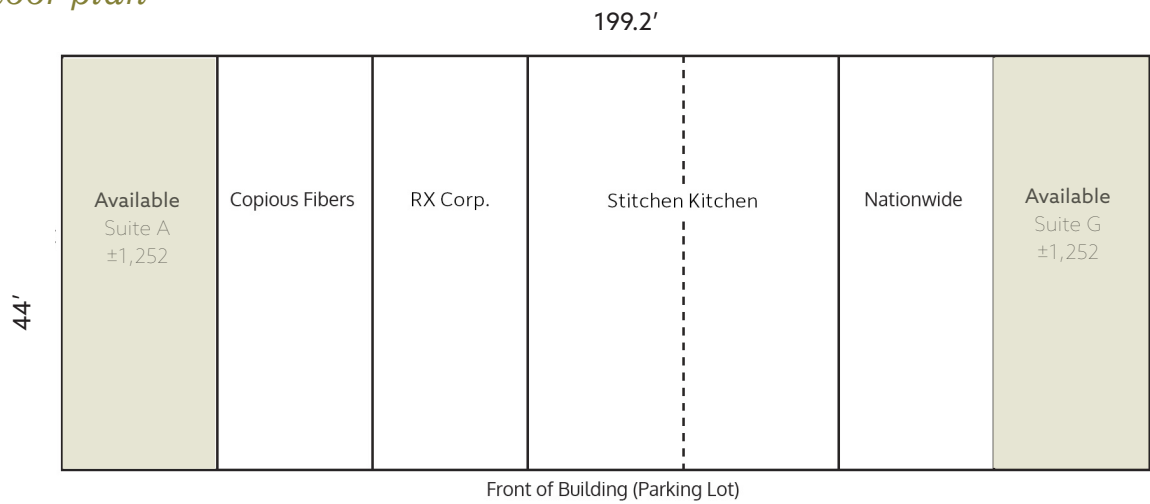 plan
199.2′
Available
Suite A
±1,252
Copious Fibers
RX Corp.
Stitchen Kitchen
Nationwide
Available
Suite G
±1,252
44′
Front of Building (Parking Lot)